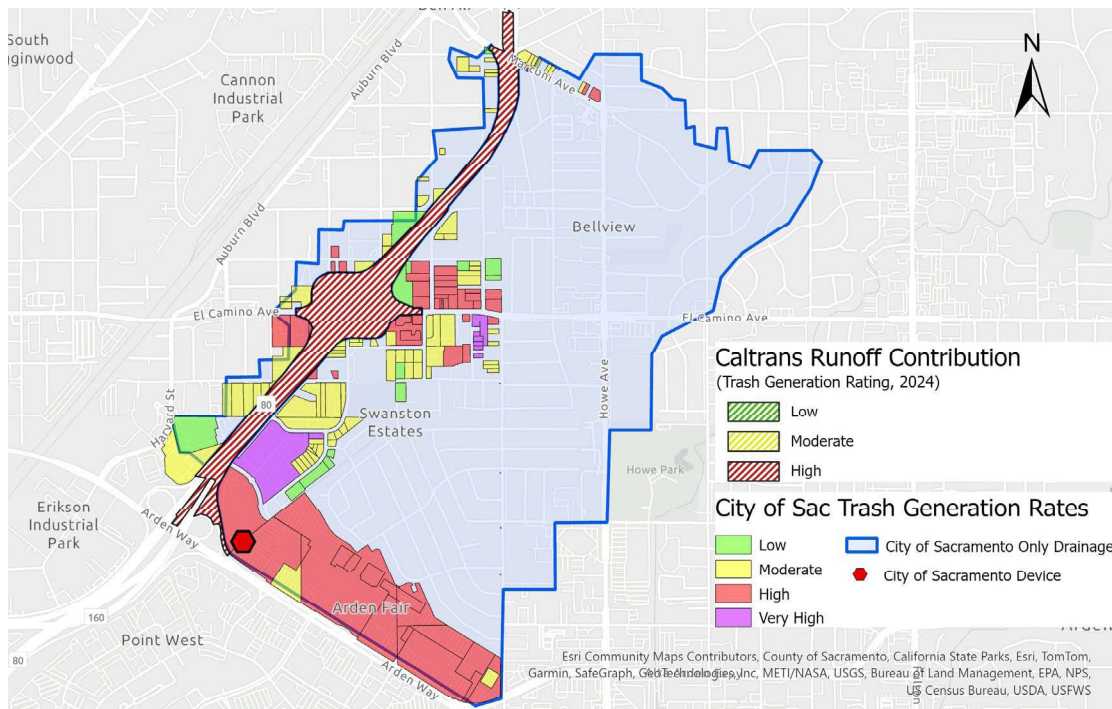 South
Cannon
Industrial
Park
Auburn Blvd
Marconi Ave
N
Auburn Blvd
Bellview
El Camino Ave
El Camino Ave
Howe Ave
Harvard St
80
Swanston
Estates
Howe Park
Erikson
Industrial
Park
Arden Way
160
Point West
80
Arden Fair
Arden Way
Caltrans Runoff Contribution
(Trash Generation Rating, 2024)
Low
Moderate
High
City of Sac Trash Generation Rates
Low
Moderate
High
Very High
City of Sacramento Only Drainage
City of Sacramento Device
Esri Community Maps Contributors, County of Sacramento, California State Parks, Esri, TomTom,
Garmin, SafeGraph, GeoTechnologies, Inc, METI/NASA, USGS, Bureau of Land Management, EPA, NPS,
US Census Bureau, USDA, USFWS